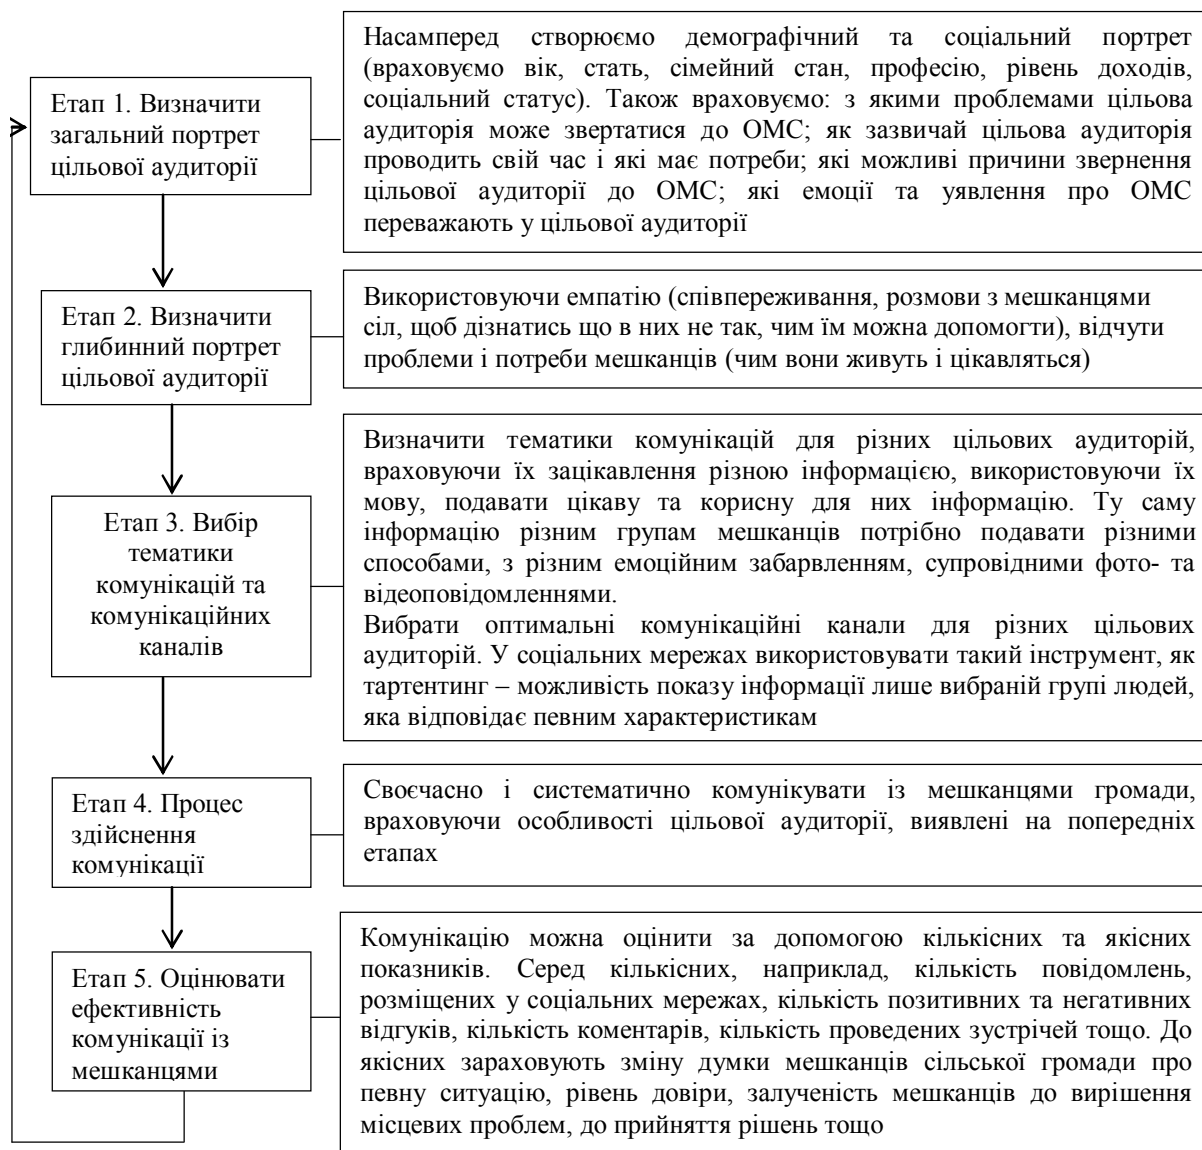 Етап 1. Визначити
загальний портрет
цільової аудиторії
Насамперед створюємо демографічний та соціальний портрет
(враховуємо вік, стать, сімейний стан, професію, рівень доходів,
соціальний статус). Також враховуємо: з якими проблемами цільова
аудиторія може звертатися до ОМС; як зазвичай цільова аудиторія
проводить свій час і які має потреби; які можливі причини звернення
цільової аудиторії до ОМС; які емоції та уявлення про ОМС
переважають у цільової аудиторії
Етап 2. Визначити
глибинний портрет
цільової аудиторії
Використовуючи емпатію (співпереживання, розмови з мешканцями
сіл, щоб дізнатись що в них не так, чим їм можна допомогти), відчути
проблеми і потреби мешканців (чим вони живуть і цікавляться)
Етап 3. Вибір
тематики
комунікацій та
комунікаційних
каналів
Визначити тематики комунікацій для різних цільових аудиторій,
враховуючи їх зацікавлення різною інформацією, використовуючи їх
мову, подавати цікаву та корисну для них інформацію. Ту саму
інформацію різним групам мешканців потрібно подавати різними
способами, з різним емоційним забарвленням, супровідними фото- та
відеоповідомленнями.
Вибрати оптимальні комунікаційні канали для різних цільових
аудиторій. У соціальних мережах використовувати такий інструмент, як
тартентинг – можливість показу інформації лише вибраній групі людей,
яка відповідає певним характеристикам
Етап 4. Процес
здійснення
комунікації
Своєчасно і систематично комунікувати із мешканцями громади,
враховуючи особливості цільової аудиторії, виявлені на попередніх
етапах
Етап 5. Оцінювати
ефективність
комунікації із
мешканцями
Комунікацію можна оцінити за допомогою кількісних та якісних
показників. Серед кількісних, наприклад, кількість повідомлень,
розміщених у соціальних мережах, кількість позитивних та негативних
відгуків, кількість коментарів, кількість проведених зустрічей тощо. До
якісних зараховують зміну думки мешканців сільської громади про
певну ситуацію, рівень довіри, залученість мешканців до вирішення
місцевих проблем, до прийняття рішень тощо